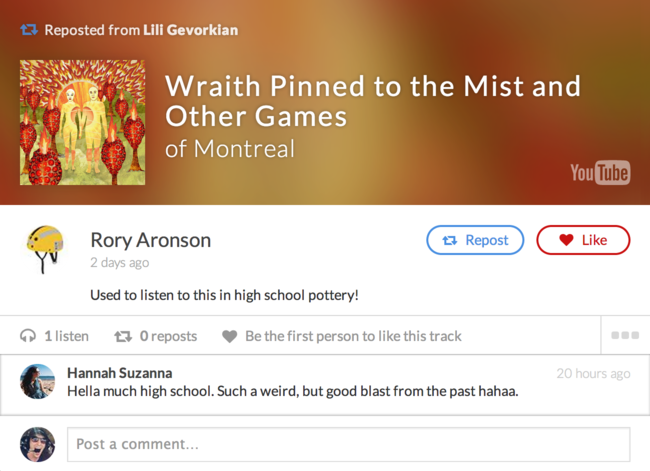 Reposted from Lili Gevorkian
Wraith Pinned to the Mist and
Other Games
of Montreal
YouTube
Rory Aronson
2 days ago
Repost
Like
Used to listen to this in high school pottery!
1 listen
0 reposts
Be the first person to like this track
Hannah Suzanna
20 hours ago
Hella much high school. Such a weird, but good blast from the past hahaa.
Post a comment...